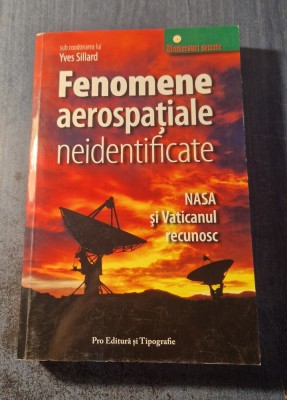 sub coordonarea lui
Yves Sillard
Fenomene
aerospațiale
neidentificate
NASA
și Vaticanul
recunosc
Pro Editură și Tipografie